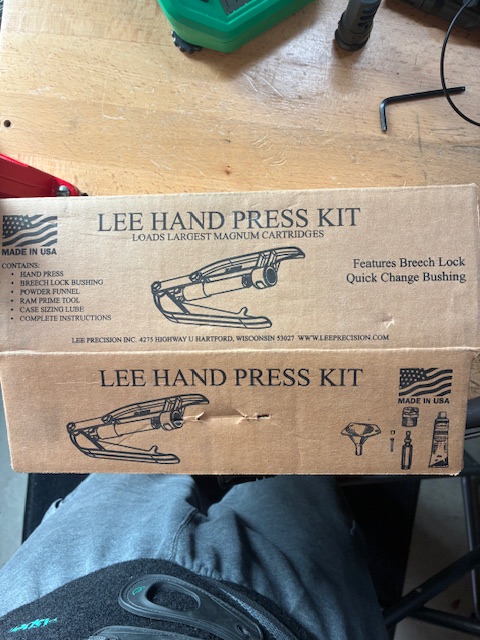 LEE HAND PRESS KIT
LOADS LARGEST MAGNUM CARTRIDGES
MADE IN USA
CONTAINS:
• HAND PRESS
• BREECH LOCK BUSHING
• POWDER FUNNEL
• RAM PRIME TOOL
• CASE SIZING LUBE
• COMPLETE INSTRUCTIONS
Features Breech Lock
Quick Change Bushing
LEE PRECISION INC. 4275 HIGHWAY U HARTFORD, WISCONSIN 53027 WWW.LEEPRECISION.COM
LEE HAND PRESS KIT
MADE IN USA